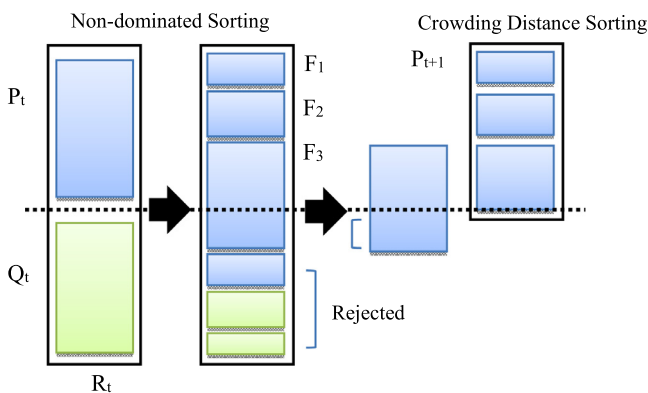 Non-dominated Sorting
Crowding Distance Sorting
Pt
F1
Pt+1
F2
F3
Qt
Rejected
Rt